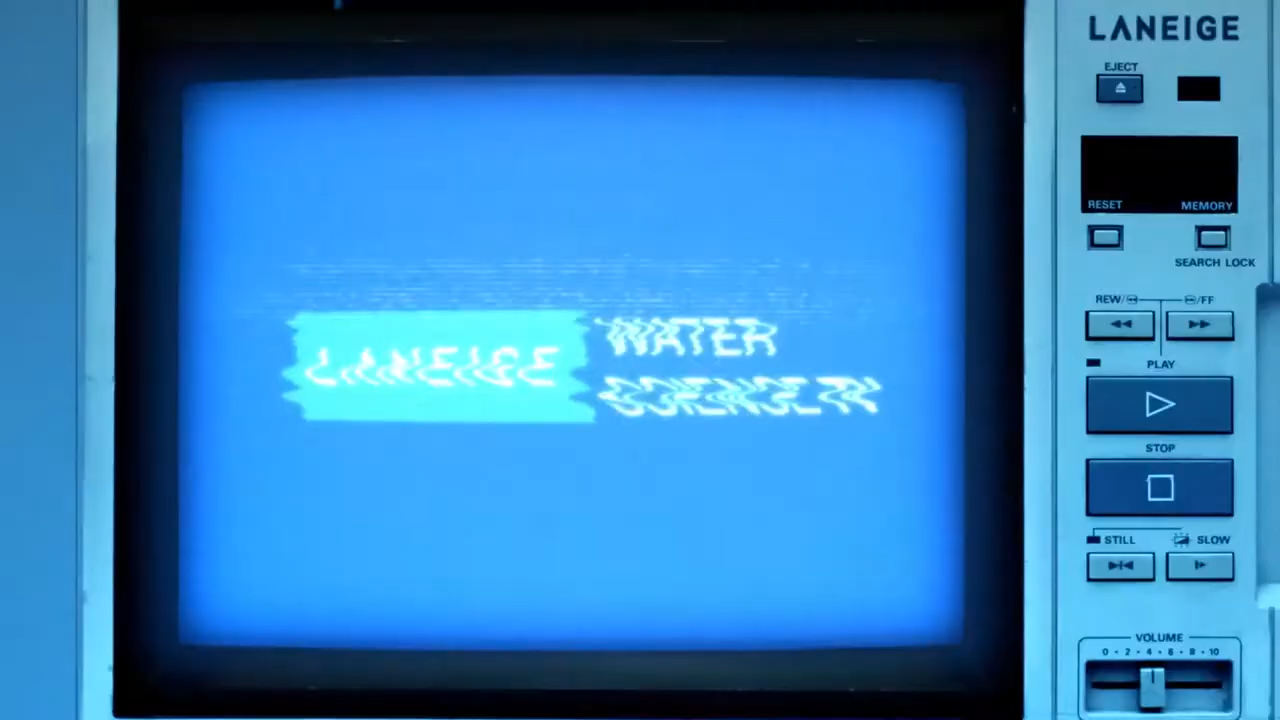 LANEIGE
EJECT
RESET MEMORY
SEARCH LOCK
REW/ /FF
PLAY
STOP
STILL SLOW
VOLUME
0 · 2 · 4 · 6 · 8 · 10
LANEIGE
WATER
SCIENCE